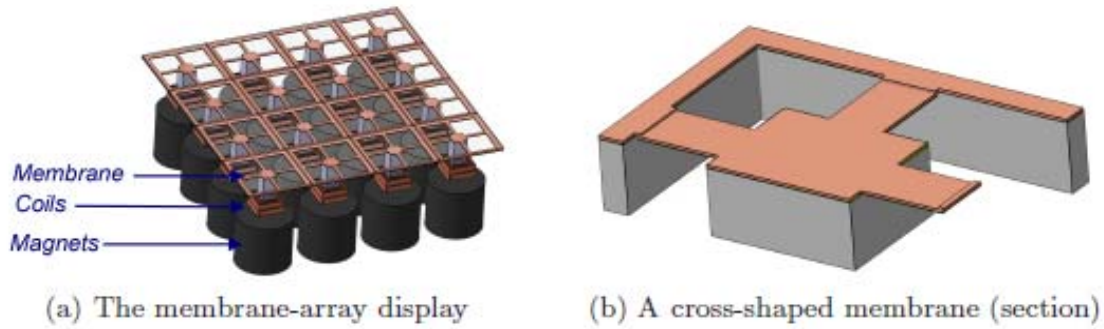 Membrane
Coils
Magnets
(a) The membrane-array display
(b) A cross-shaped membrane (section)